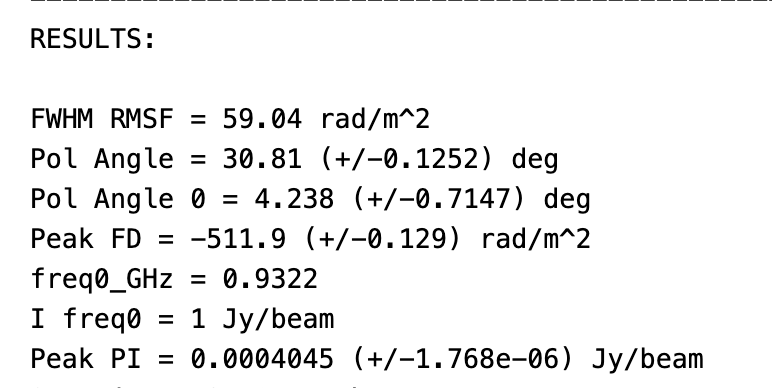 RESULTS:
FWHM RMSF = 59.04 rad/m^2
Pol Angle = 30.81 (+/-0.1252) deg
Pol Angle 0 = 4.238 (+/-0.7147) deg
Peak FD = -511.9 (+/-0.129) rad/m^2
freq0_GHz = 0.9322
I freq0 = 1 Jy/beam
Peak PI = 0.0004045 (+/-1.768e-06) Jy/beam